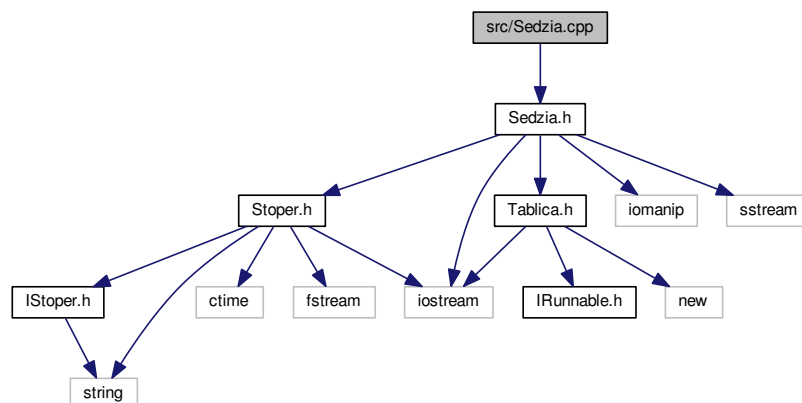 src/Sedzia.cpp
Sedzia.h
Stoper.h
Tablica.h
iomanip
sstream
IStoper.h
ctime
fstream
iostream
IRunnable.h
new
string